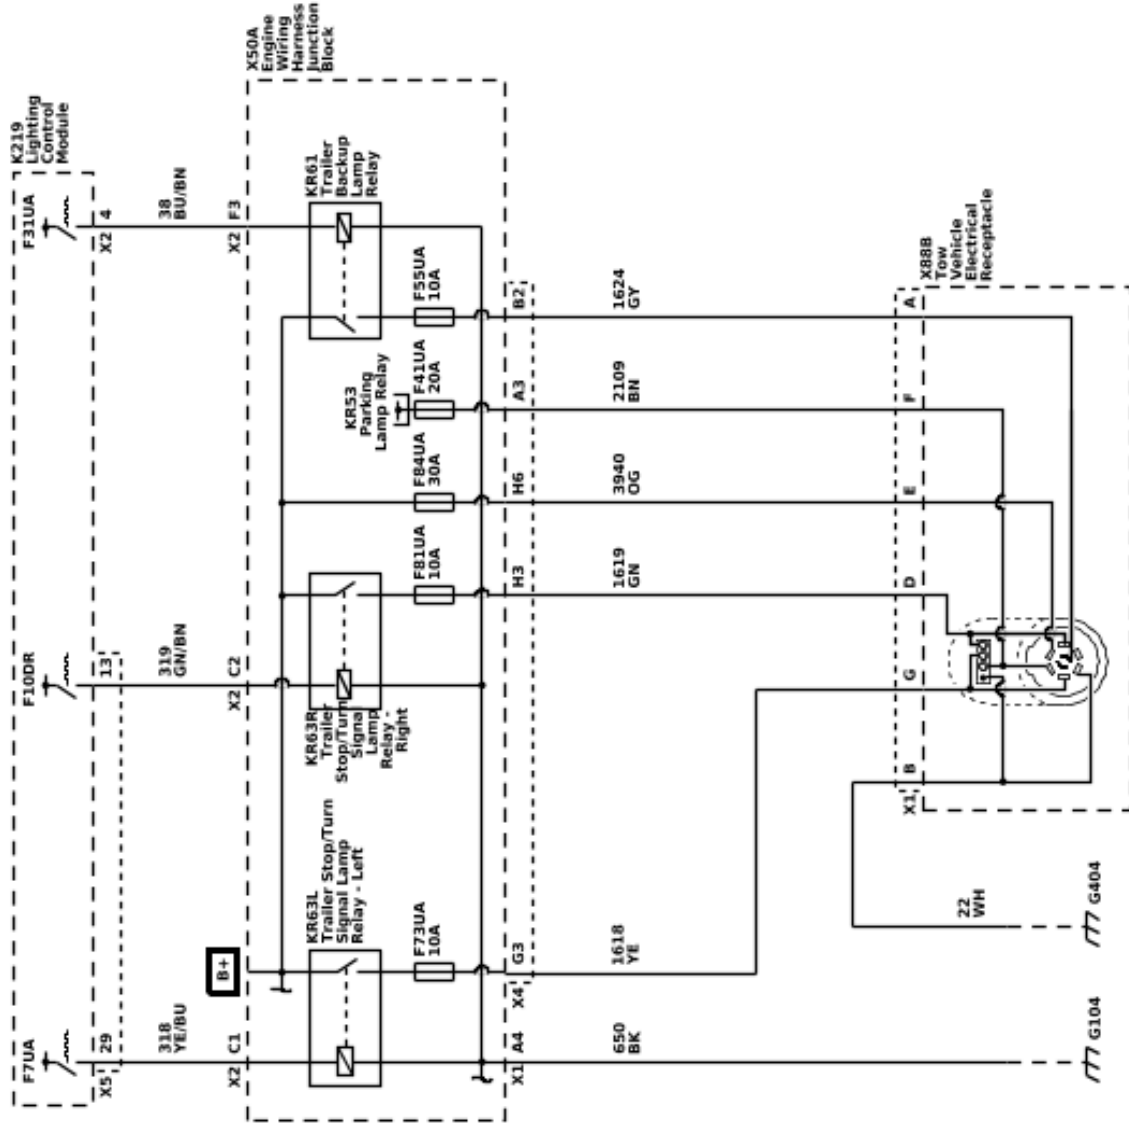 K219
Lighting
Control
Module
F7UA
F10DR
F31UA
X5
29
13
X2
4
318
YE/BU
319
GN/BN
38
BU/BN
X2
C1
X2
C2
X2
F3
B+
X50A
Engine
Wiring
Harness
Junction
Block
KR63L
Trailer Stop/Turn
Signal Lamp
Relay - Left
KR63R
Trailer
Stop/Turn
Signal
Lamp
Relay -
Right
KR61
Trailer
Backup
Lamp
Relay
KR53
Parking
Lamp Relay
F73UA
10A
F81UA
10A
F84UA
30A
F41UA
20A
F55UA
10A
X1
A4
X4
G3
H3
H6
A3
B2
650
BK
1618
YE
1619
GN
3940
OG
2109
BN
1624
GY
X1
B
G
D
E
F
A
X88B
Tow
Vehicle
Electrical
Receptacle
22
WH
G104
G404